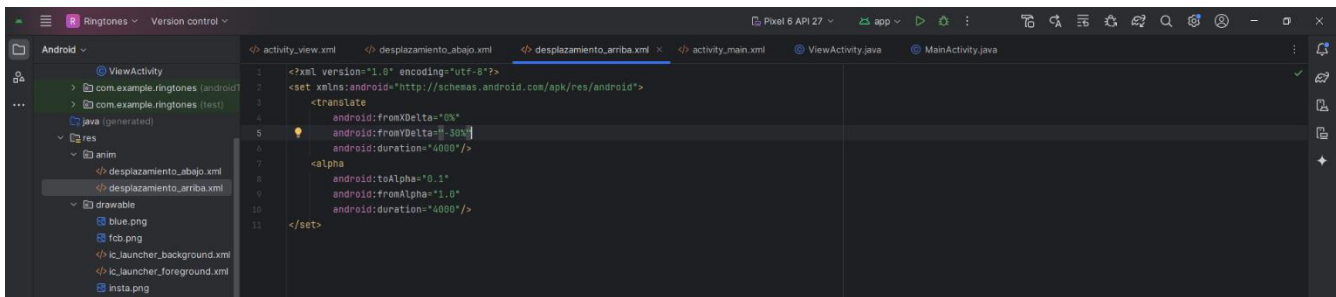 Ringtones Version control Pixel 6 API 27 app
Android
activity_view.xml desplazamiento_abajo.xml desplazamiento_arriba.xml activity_main.xml ViewActivity.java MainActivity.java
ViewActivity
com.example.ringtones (androidT
com.example.ringtones (test)
java (generated)
res
anim
desplazamiento_abajo.xml
desplazamiento_arriba.xml
drawable
blue.png
fcb.png
ic_launcher_background.xml
ic_launcher_foreground.xml
insta.png
1 <?xml version="1.0" encoding="utf-8"?>
2 <set xmlns:android="http://schemas.android.com/apk/res/android">
3 <translate
4 android:fromXDelta="0%"
5 android:fromYDelta="-30%"
6 android:duration="4000"/>
7 <alpha
8 android:toAlpha="0.1"
9 android:fromAlpha="1.0"
10 android:duration="4000"/>
11 </set>